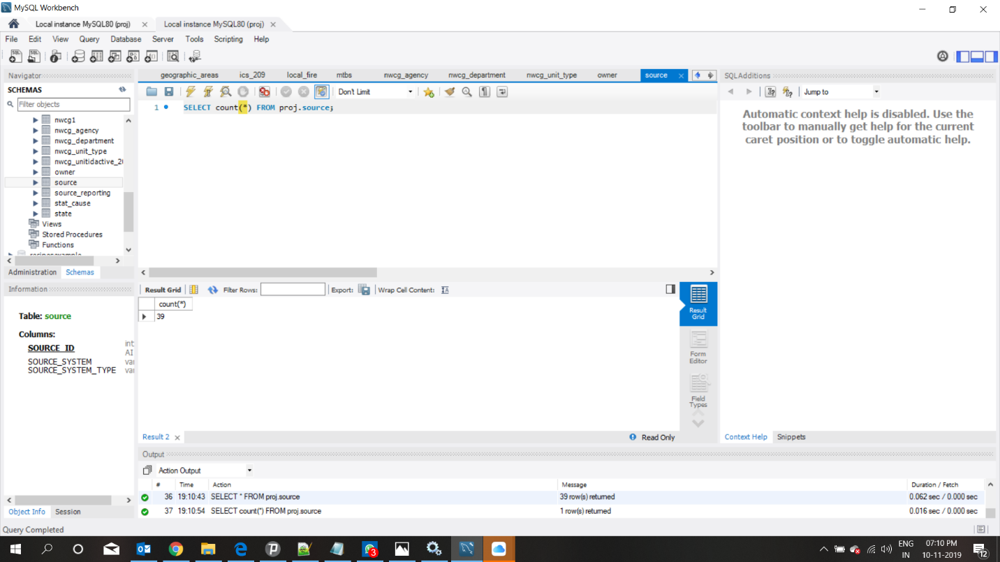 MySQL Workbench
Local instance MySQL80 (proj) Local instance MySQL80 (proj)
File Edit View Query Database Server Tools Scripting Help
Navigator
SCHEMAS
Filter objects
nwcg1
nwcg_agency
nwcg_department
nwcg_unit_type
nwcg_unitidactive_20
owner
source
source_reporting
stat_cause
state
Views
Stored Procedures
Functions
Administration Schemas
Information
Table: source
Columns:
SOURCE_ID int
AI
SOURCE_SYSTEM var
SOURCE_SYSTEM_TYPE var
Object Info Session
Query Completed
geographic_areas ics_209 local_fire mtbs nwcg_agency nwcg_department nwcg_unit_type owner source
Don't Limit
1 SELECT count(*) FROM proj.source;
Result Grid Filter Rows: Export: Wrap Cell Content:
count(*)
39
Result Grid
Form Editor
Field Types
Result 2 Read Only
SQLAdditions
Jump to
Automatic context help is disabled. Use the
toolbar to manually get help for the current
caret position or to toggle automatic help.
Context Help Snippets
Output
Action Output
# Time Action Message Duration / Fetch
36 19:10:43 SELECT * FROM proj.source 39 row(s) returned 0.062 sec / 0.000 sec
37 19:10:54 SELECT count(*) FROM proj.source 1 row(s) returned 0.016 sec / 0.000 sec
3
ENG 07:10 PM
IN 10-11-2019 12